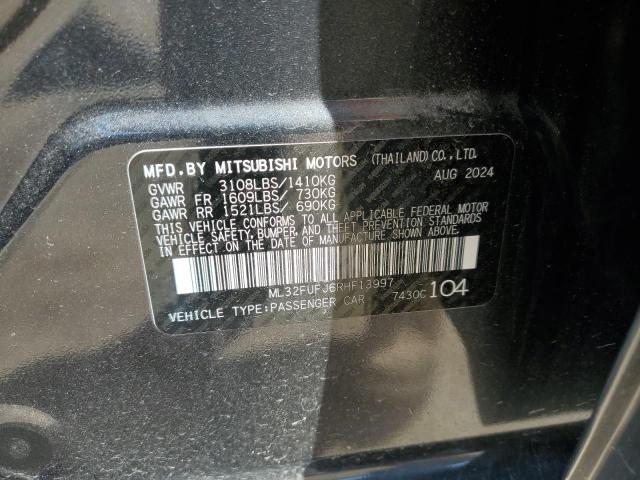 MFD.BY MITSUBISHI MOTORS (THAILAND)CO.,LTD.
GVWR 3108LBS/1410KG AUG 2024
GAWR FR 1609LBS/ 730KG
GAWR RR 1521LBS/ 690KG
THIS VEHICLE CONFORMS TO ALL APPLICABLE FEDERAL MOTOR
VEHICLE SAFETY, BUMPER, AND THEFT PREVENTION STANDARDS
IN EFFECT ON THE DATE OF MANUFACTURE SHOWN ABOVE.
ML32FUFJ6RHF13997
VEHICLE TYPE:PASSENGER CAR 7430C 104